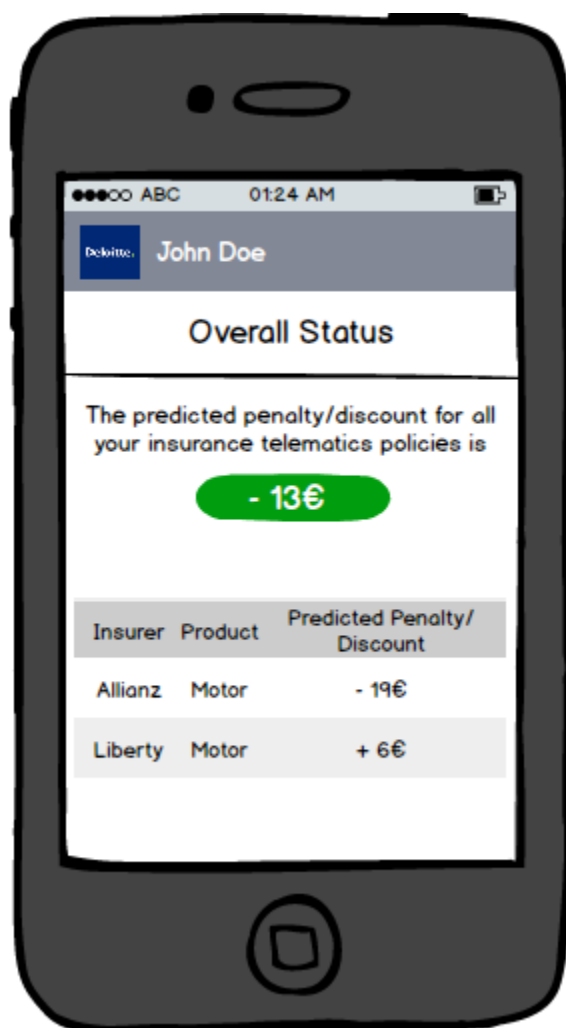 ABC 01:24 AM
Deloitte. John Doe
Overall Status
The predicted penalty/discount for all
your insurance telematics policies is
- 13€
Insurer Product Predicted Penalty/
Discount
Allianz Motor - 19€
Liberty Motor + 6€